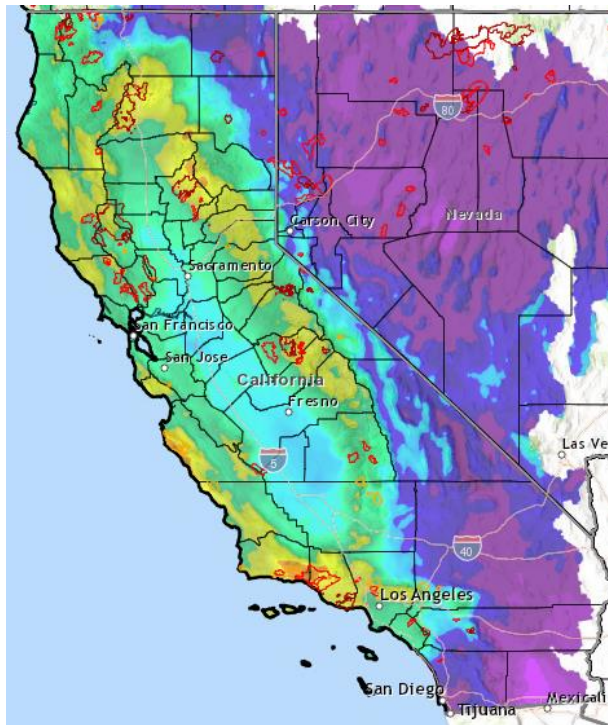 80
Nevada
Carson City
Sacramento
San Francisco
San Jose
California
Fresno
5
Las Ve
40
Los Angeles
San Diego
Tijuana
Mexicali